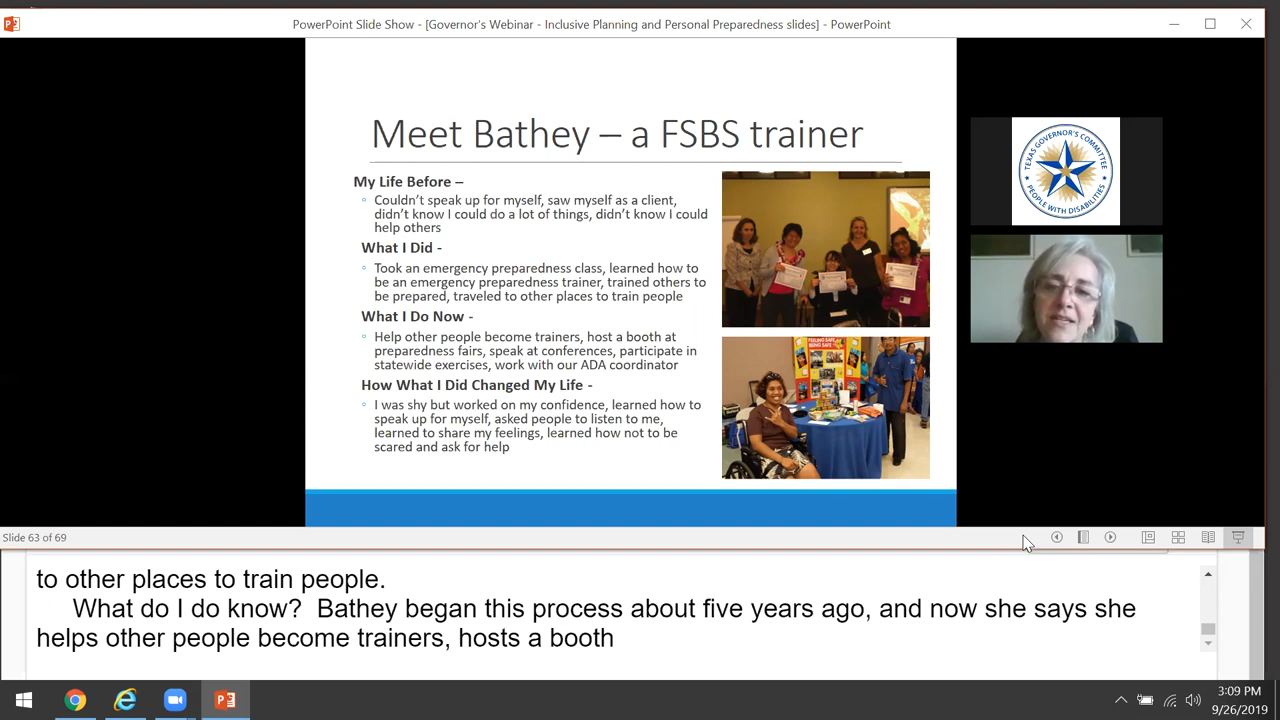 PowerPoint Slide Show - [Governor's Webinar - Inclusive Planning and Personal Preparedness slides] - PowerPoint
Meet Bathey – a FSBS trainer
My Life Before –
Couldn't speak up for myself, saw myself as a client,
didn't know I could do a lot of things, didn't know I could
help others
What I Did -
Took an emergency preparedness class, learned how to
be an emergency preparedness trainer, trained others to
be prepared, traveled to other places to train people
What I Do Now -
Help other people become trainers, host a booth at
preparedness fairs, speak at conferences, participate in
statewide exercises, work with our ADA coordinator
How What I Did Changed My Life -
I was shy but worked on my confidence, learned how to
speak up for myself, asked people to listen to me,
learned to share my feelings, learned how not to be
scared and ask for help
FEELING SAFE,
BEING SAFE
TEXAS GOVERNOR'S COMMITTEE
PEOPLE WITH DISABILITIES
Slide 63 of 69
to other places to train people.
What do I do know? Bathey began this process about five years ago, and now she says she
helps other people become trainers, hosts a booth
3:09 PM
9/26/2019